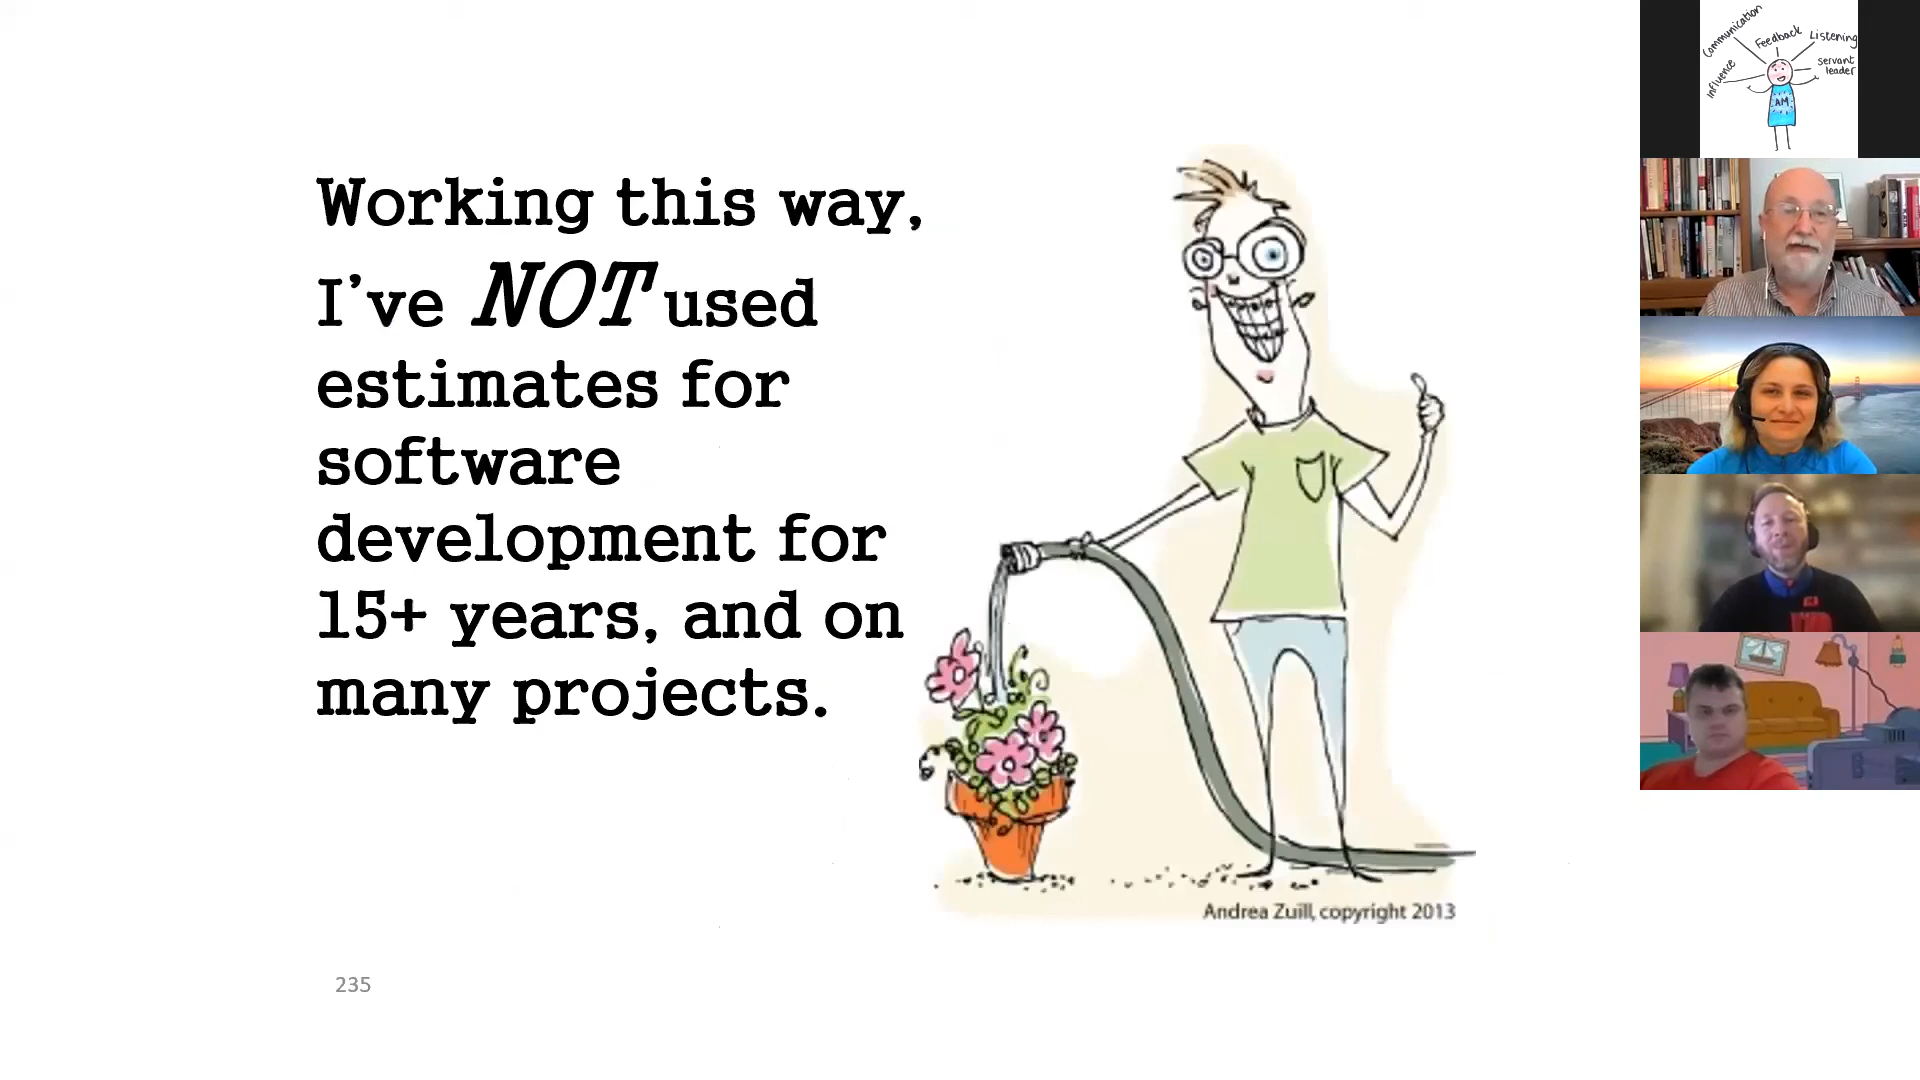 Working this way,
I've NOT used
estimates for
software
development for
15+ years, and on
many projects.
Andrea Zuill, copyright 2013
235
Communication
Feedback
Listening
Influence
servant
leader
AM